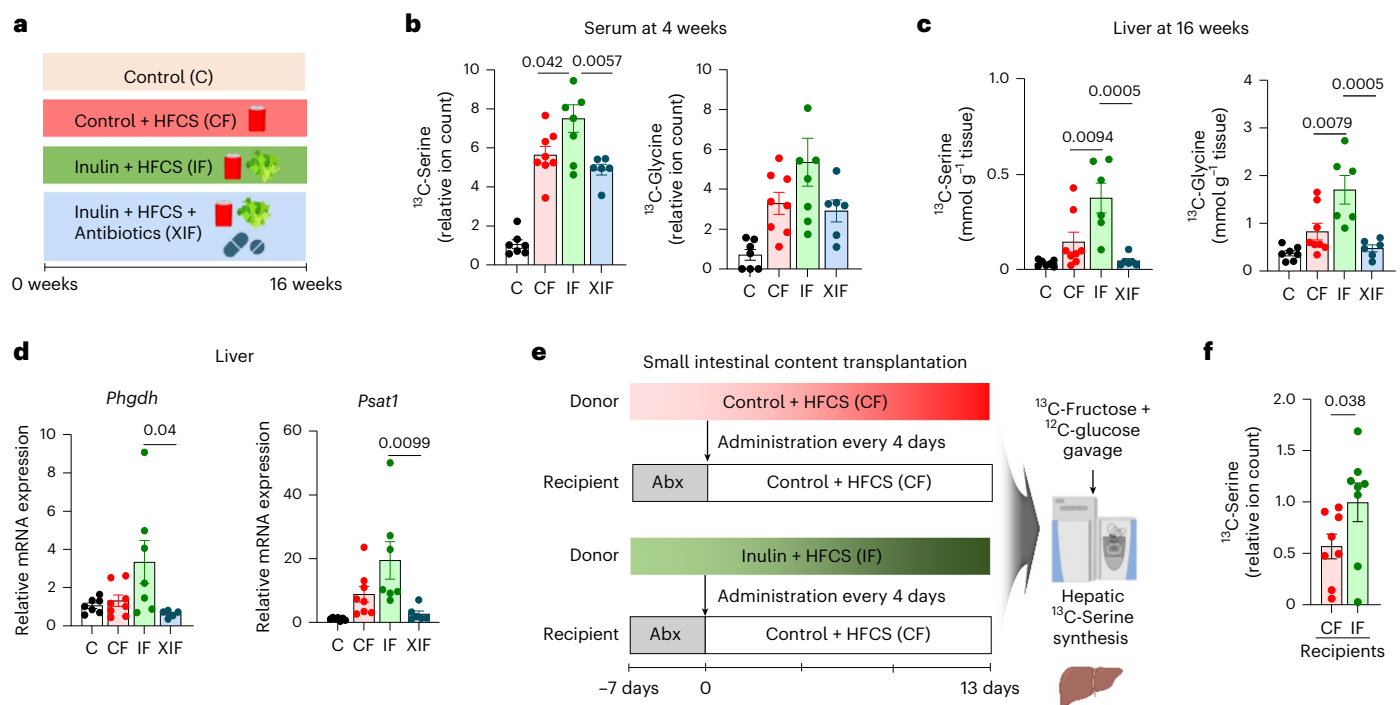 a
Control (C)
Control + HFCS (CF)
Inulin + HFCS (IF)
Inulin + HFCS +
Antibiotics (XIF)
0 weeks
16 weeks
b
Serum at 4 weeks
¹³C-Serine
(relative ion count)
10
8
6
4
2
0
0.042
0.0057
C
CF
IF
XIF
¹³C-Glycine
(relative ion count)
10
8
6
4
2
0
C
CF
IF
XIF
c
Liver at 16 weeks
¹³C-Serine
(mmol g⁻¹ tissue)
1.0
0.5
0
0.0005
0.0094
C
CF
IF
XIF
¹³C-Glycine
(mmol g⁻¹ tissue)
4
3
2
1
0
0.0005
0.0079
C
CF
IF
XIF
d
Liver
Phgdh
Relative mRNA expression
10
8
6
4
2
0
0.04
C
CF
IF
XIF
Psat1
Relative mRNA expression
60
40
20
0
0.0099
C
CF
IF
XIF
e
Small intestinal content transplantation
Donor
Control + HFCS (CF)
Administration every 4 days
Recipient
Abx
Control + HFCS (CF)
Donor
Inulin + HFCS (IF)
Administration every 4 days
Recipient
Abx
Control + HFCS (CF)
−7 days
0
13 days
¹³C-Fructose +
¹²C-glucose
gavage
Hepatic
¹³C-Serine
synthesis
f
¹³C-Serine
(relative ion count)
2.0
1.5
1.0
0.5
0
0.038
CF
IF
Recipients